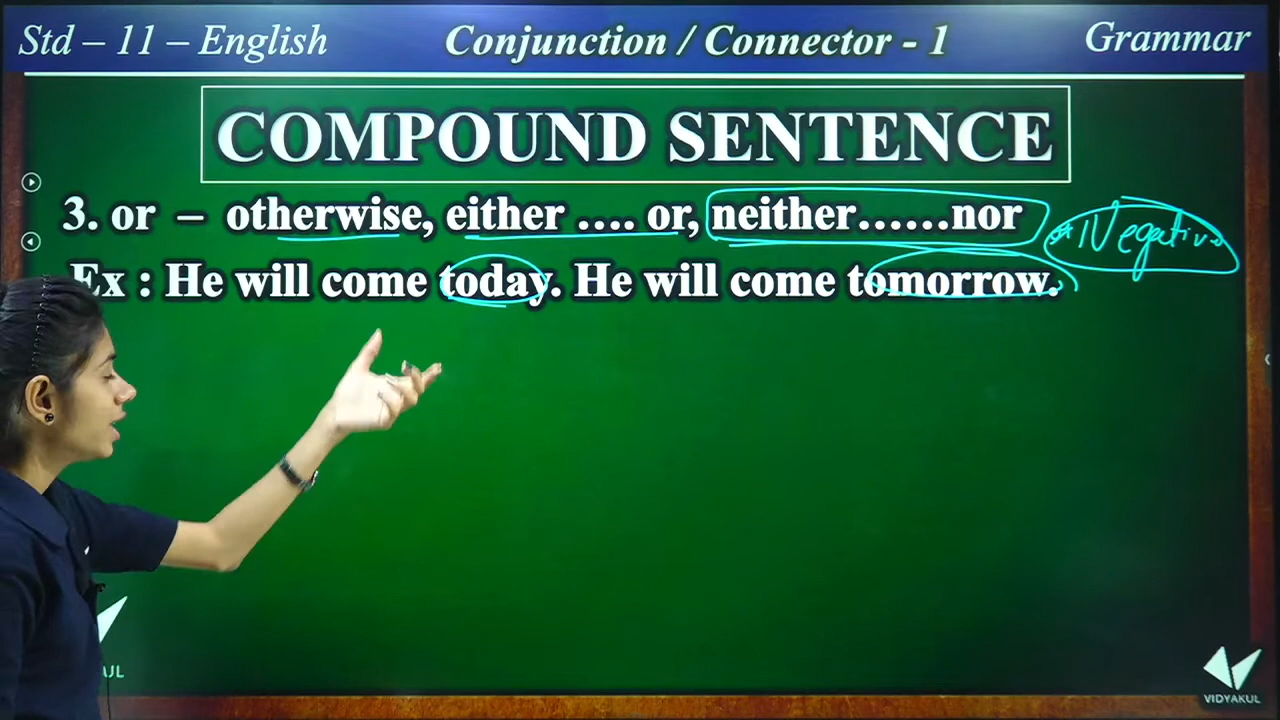 Std – 11 – English
Conjunction / Connector - 1
Grammar
COMPOUND SENTENCE
3. or – otherwise, either .... or, neither......nor
Negative
Ex : He will come today. He will come tomorrow.
UL
VIDYAKUL